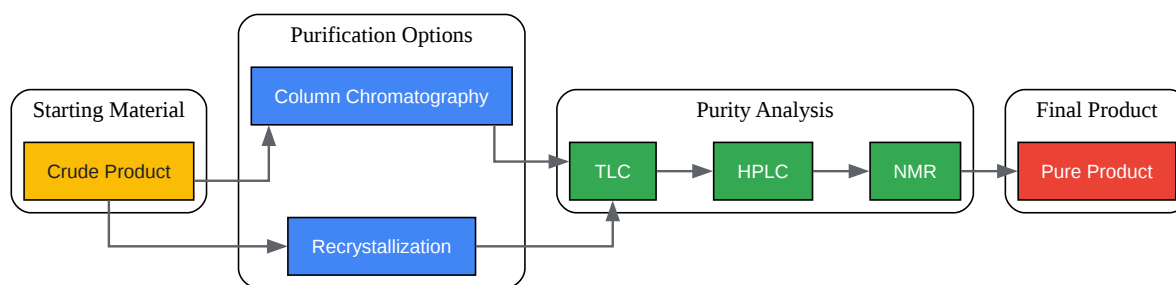 Purification Options
Column Chromatography
Starting Material
Purity Analysis
Final Product
Crude Product
TLC
HPLC
NMR
Pure Product
Recrystallization